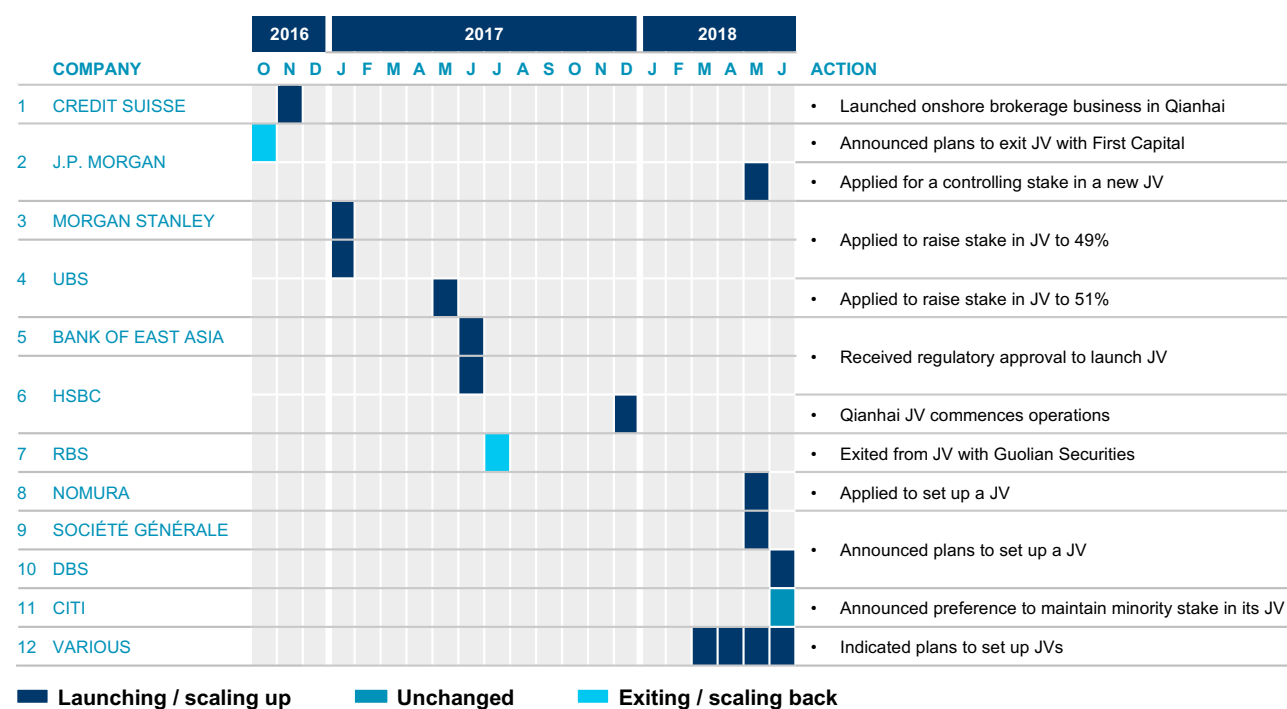 2016 2017 2018
COMPANY O N D J F M A M J J A S O N D J F M A M J ACTION
1 CREDIT SUISSE • Launched onshore brokerage business in Qianhai
2 J.P. MORGAN • Announced plans to exit JV with First Capital
• Applied for a controlling stake in a new JV
3 MORGAN STANLEY
• Applied to raise stake in JV to 49%
4 UBS
• Applied to raise stake in JV to 51%
5 BANK OF EAST ASIA
• Received regulatory approval to launch JV
6 HSBC
• Qianhai JV commences operations
7 RBS • Exited from JV with Guolian Securities
8 NOMURA • Applied to set up a JV
9 SOCIÉTÉ GÉNÉRALE
• Announced plans to set up a JV
10 DBS
11 CITI • Announced preference to maintain minority stake in its JV
12 VARIOUS • Indicated plans to set up JVs
Launching / scaling up Unchanged Exiting / scaling back